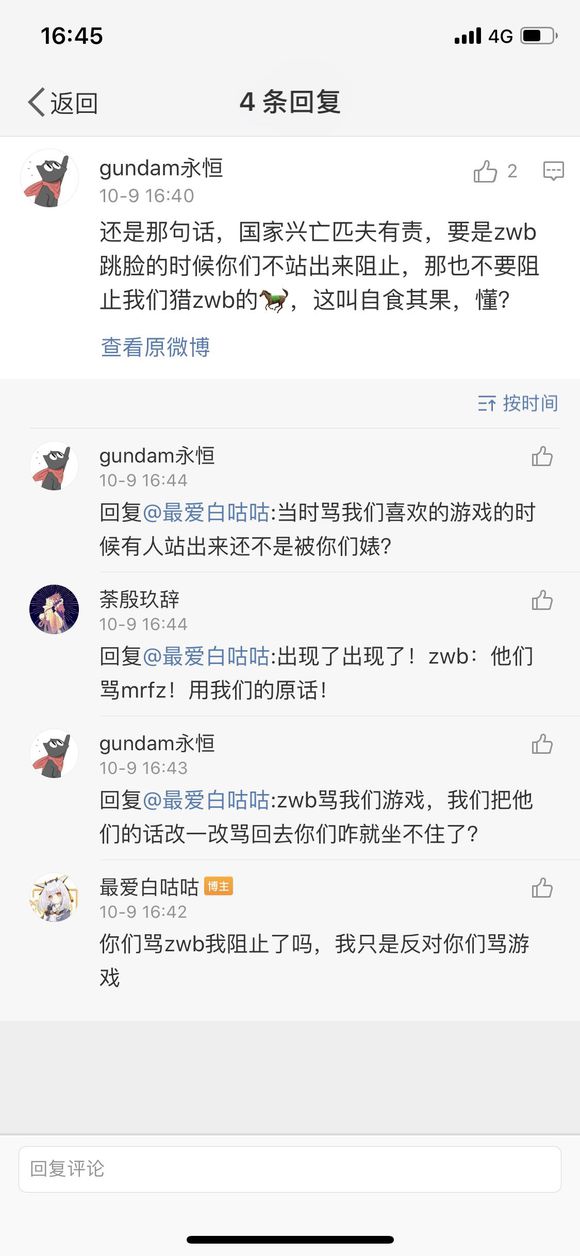 16:45
4G
返回
4 条回复
gundam永恒
2
10-9 16:40
还是那句话，国家兴亡匹夫有责，要是zwb
跳脸的时候你们不站出来阻止，那也不要阻
止我们猎zwb的🐎，这叫自食其果，懂？
查看原微博
按时间
gundam永恒
10-9 16:44
回复@最爱白咕咕:当时骂我们喜欢的游戏的时
候有人站出来还不是被你们婊？
荼殷玖辞
10-9 16:44
回复@最爱白咕咕:出现了出现了！zwb：他们
骂mrfz！用我们的原话！
gundam永恒
10-9 16:43
回复@最爱白咕咕:zwb骂我们游戏，我们把他
们的话改一改骂回去你们咋就坐不住了？
最爱白咕咕 博主
10-9 16:42
你们骂zwb我阻止了吗，我只是反对你们骂游
戏
回复评论